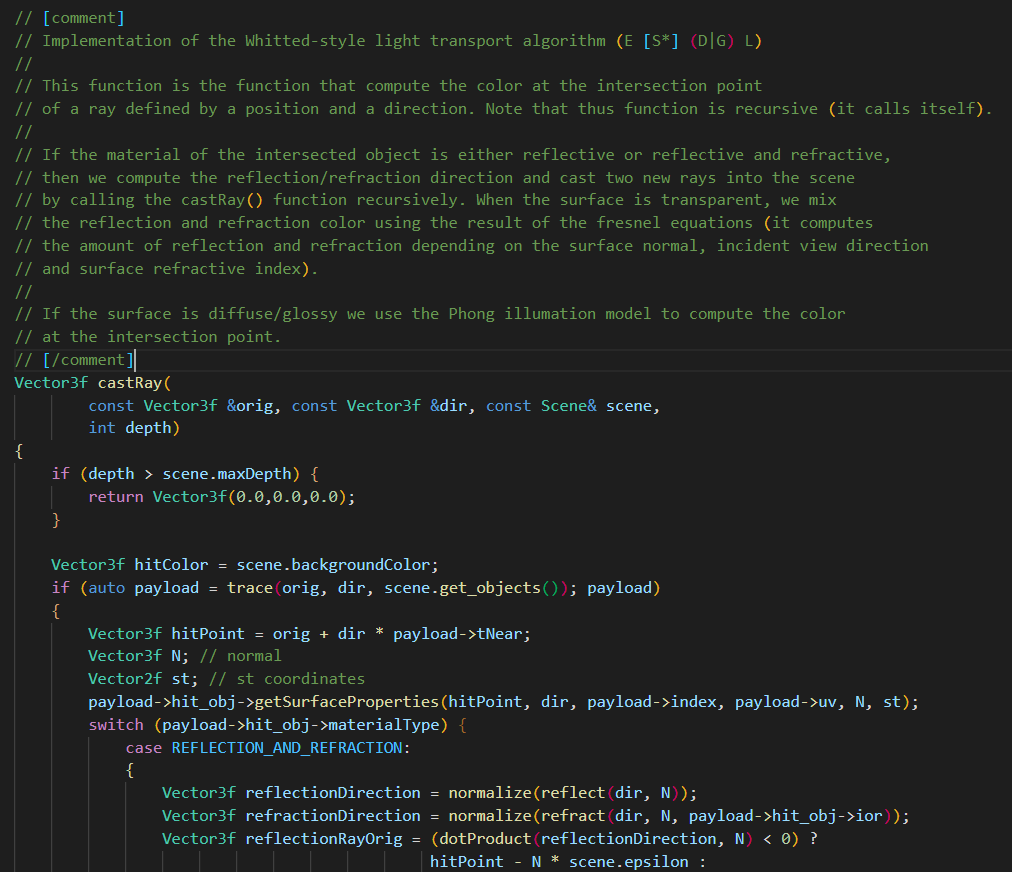 // [comment]
// Implementation of the Whitted-style light transport algorithm (E [S*] (D|G) L)
//
// This function is the function that compute the color at the intersection point
// of a ray defined by a position and a direction. Note that thus function is recursive (it calls itself).
//
// If the material of the intersected object is either reflective or reflective and refractive,
// then we compute the reflection/refraction direction and cast two new rays into the scene
// by calling the castRay() function recursively. When the surface is transparent, we mix
// the reflection and refraction color using the result of the fresnel equations (it computes
// the amount of reflection and refraction depending on the surface normal, incident view direction
// and surface refractive index).
//
// If the surface is diffuse/glossy we use the Phong illumation model to compute the color
// at the intersection point.
// [/comment]
Vector3f castRay(
        const Vector3f &orig, const Vector3f &dir, const Scene& scene,
        int depth)
{
    if (depth > scene.maxDepth) {
        return Vector3f(0.0,0.0,0.0);
    }

    Vector3f hitColor = scene.backgroundColor;
    if (auto payload = trace(orig, dir, scene.get_objects()); payload)
    {
        Vector3f hitPoint = orig + dir * payload->tNear;
        Vector3f N; // normal
        Vector2f st; // st coordinates
        payload->hit_obj->getSurfaceProperties(hitPoint, dir, payload->index, payload->uv, N, st);
        switch (payload->hit_obj->materialType) {
            case REFLECTION_AND_REFRACTION:
            {
                Vector3f reflectionDirection = normalize(reflect(dir, N));
                Vector3f refractionDirection = normalize(refract(dir, N, payload->hit_obj->ior));
                Vector3f reflectionRayOrig = (dotProduct(reflectionDirection, N) < 0) ?
                                             hitPoint - N * scene.epsilon :